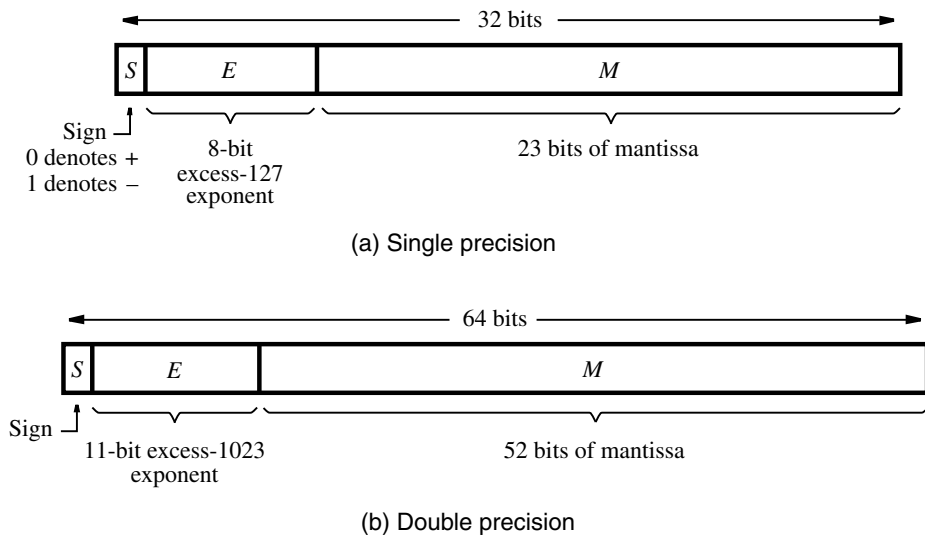 32 bits
S E M
Sign
0 denotes +
1 denotes –
8-bit
excess-127
exponent
23 bits of mantissa
(a) Single precision
64 bits
S E M
Sign
11-bit excess-1023
exponent
52 bits of mantissa
(b) Double precision